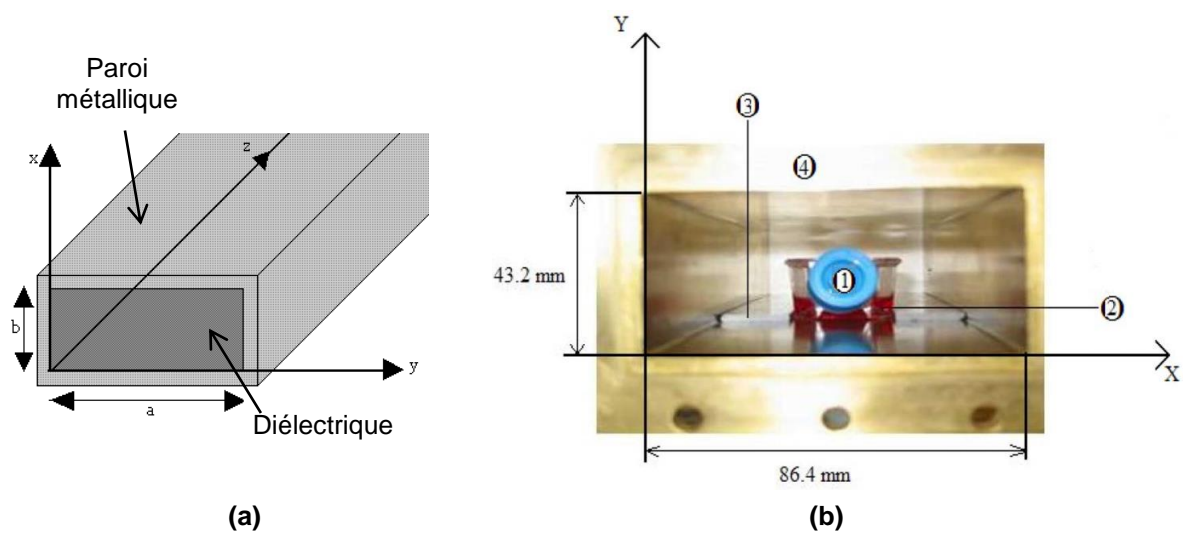 Paroi
métallique
x
z
b
a
y
Diélectrique
(a)
Y
③
④
①
②
43.2 mm
X
86.4 mm
(b)